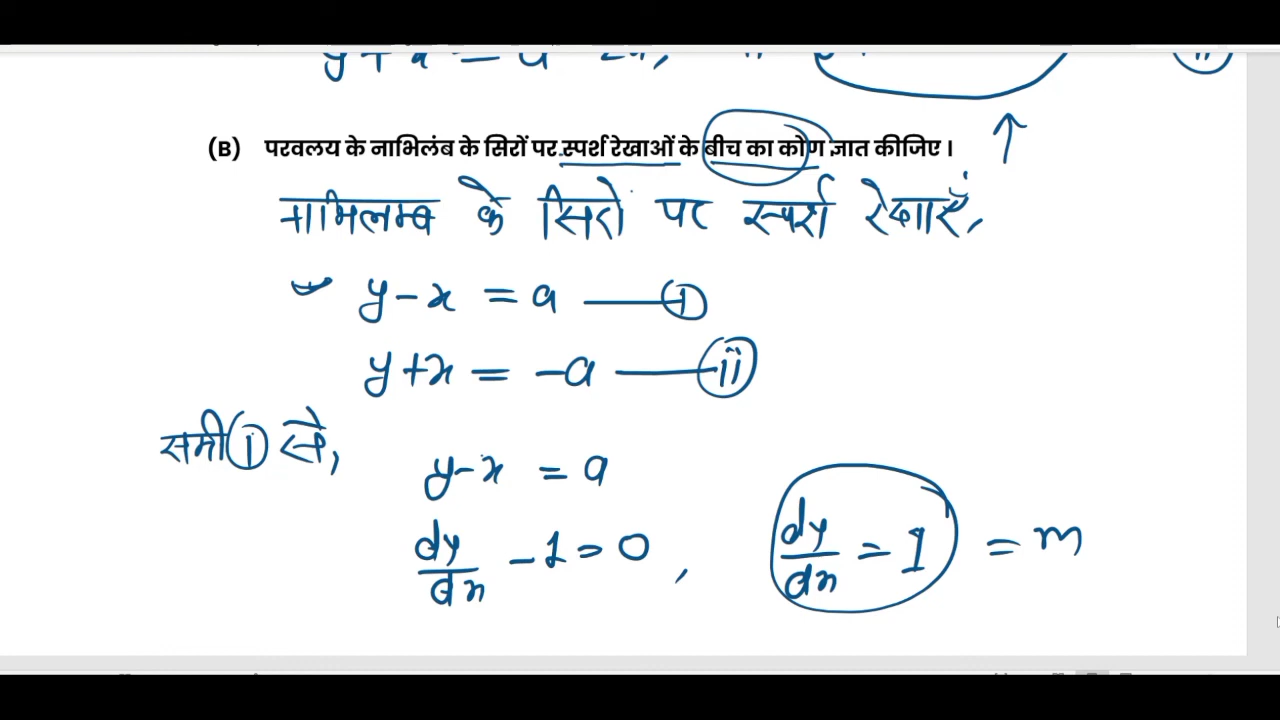 (B) परवलय के नाभिलंब के सिरों पर स्पर्श रेखाओं के बीच का कोण ज्ञात कीजिए।
नाभिलम्ब के सिरो पर स्पर्श रेखाएँ,
y - x = a — (i)
y + x = -a — (ii)
समी (i) से,
y - x = a
dy/dx - 1 = 0, dy/dx = 1 = m